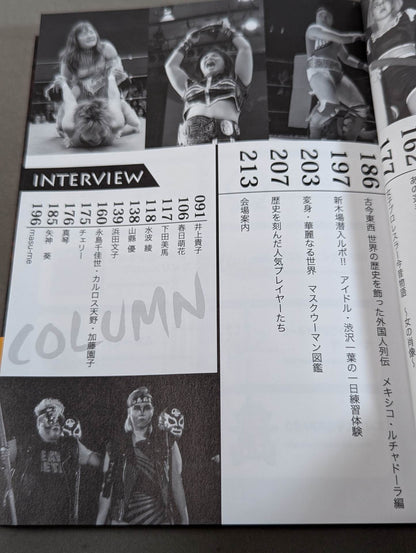 162
177
186 古今東西 世界の歴史を飾った外国人列伝 メキシコ・ルチャドーラ編
197 新木場潜入ルポ!! アイドル・渋沢一葉の一日練習体験
203 変身・華麗なる世界 マスクウーマン図鑑
207 歴史を刻んだ人気プレイヤーたち
213 会場案内
INTERVIEW
091 井上貴子
106 春日萌花
117 下田美馬
118 水波 綾
138 山縣 優
139 浜田文子
160 永島千佳世・カルロス天野・加藤園子
175 チェリー
176 真琴
185 矢神 葵
196 masu-me
COLUMN